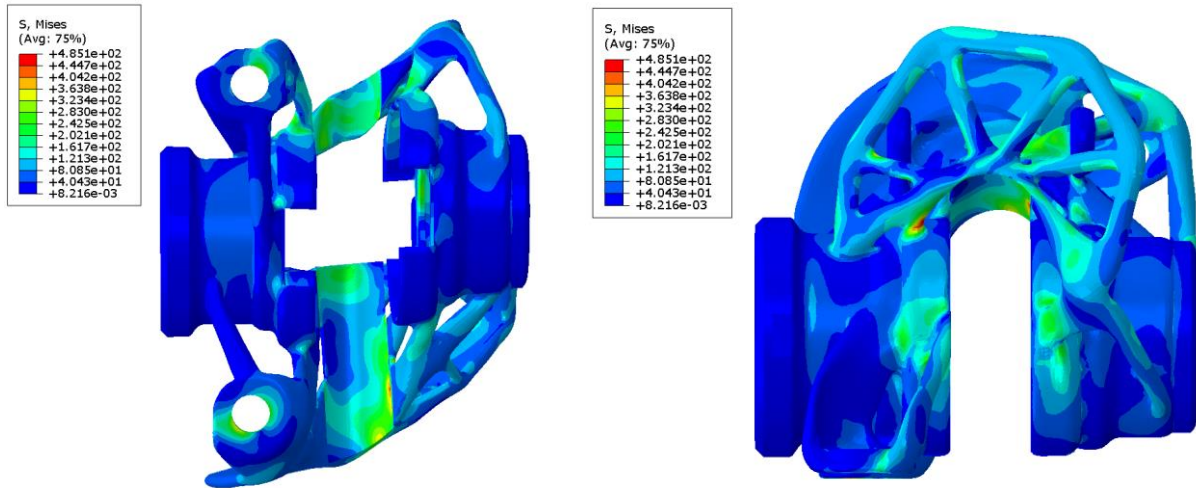 S, Mises
(Avg: 75%)
+4.851e+02
+4.447e+02
+4.042e+02
+3.638e+02
+3.234e+02
+2.830e+02
+2.425e+02
+2.021e+02
+1.617e+02
+1.213e+02
+8.085e+01
+4.043e+01
+8.216e-03
S, Mises
(Avg: 75%)
+4.851e+02
+4.447e+02
+4.042e+02
+3.638e+02
+3.234e+02
+2.830e+02
+2.425e+02
+2.021e+02
+1.617e+02
+1.213e+02
+8.085e+01
+4.043e+01
+8.216e-03